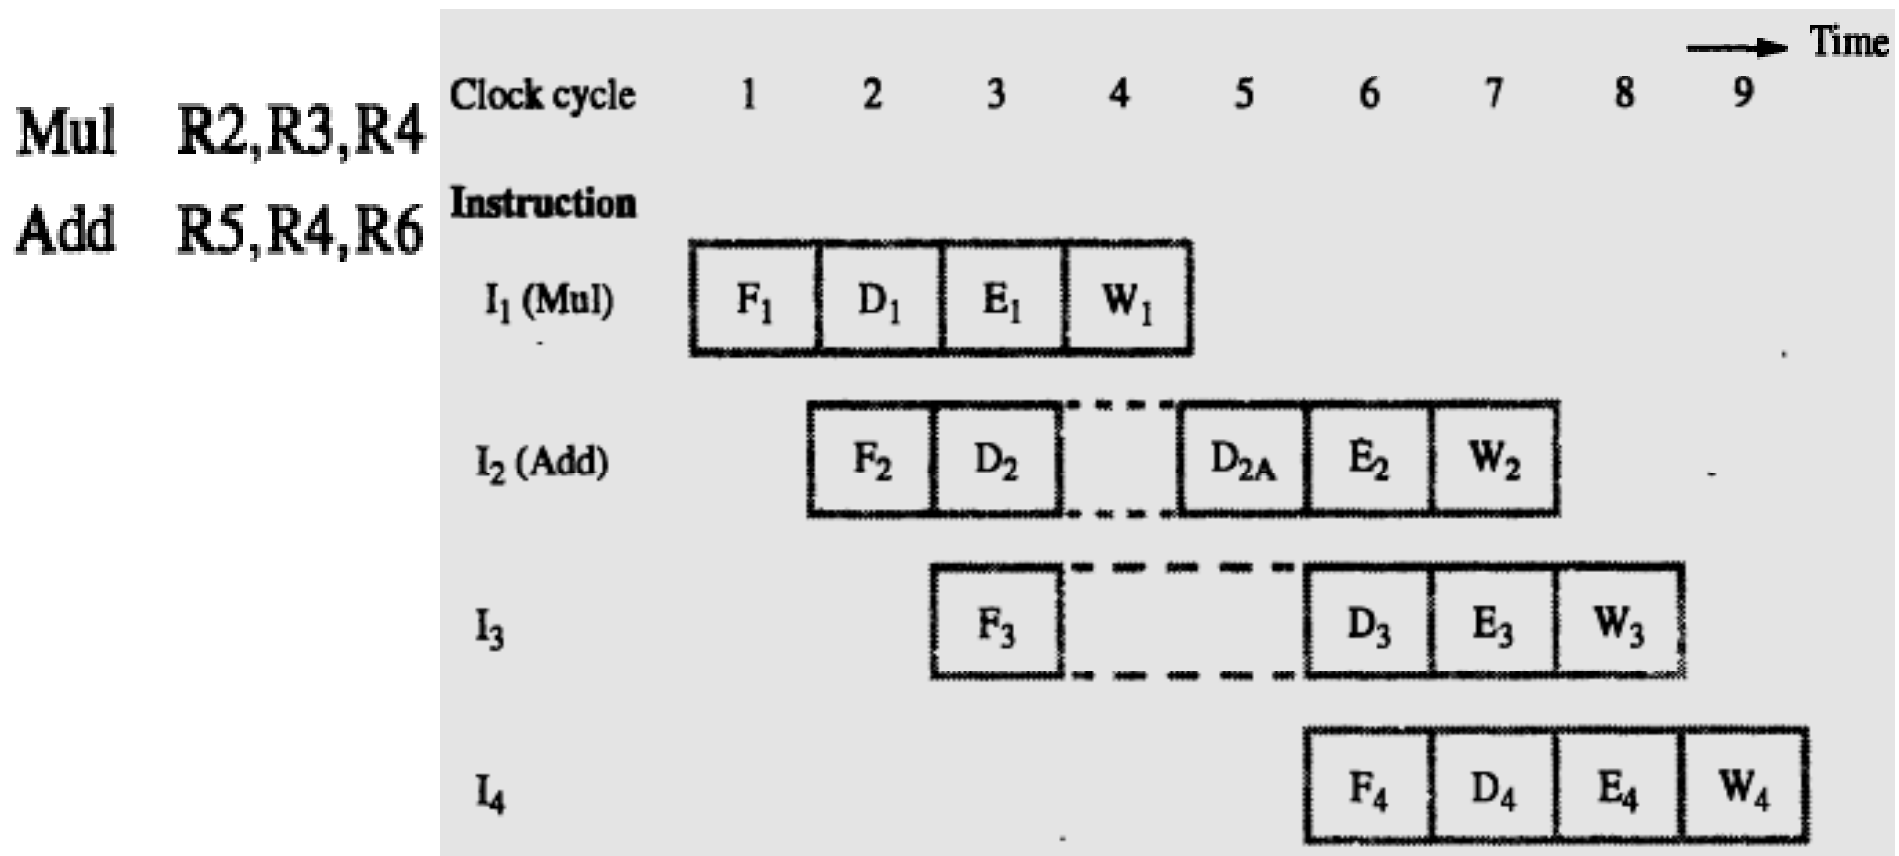 Mul R2,R3,R4
Add R5,R4,R6
Time
Clock cycle 1 2 3 4 5 6 7 8 9
Instruction
I₁ (Mul) F₁ D₁ E₁ W₁
I₂ (Add) F₂ D₂ D₂A E₂ W₂
I₃ F₃ D₃ E₃ W₃
I₄ F₄ D₄ E₄ W₄